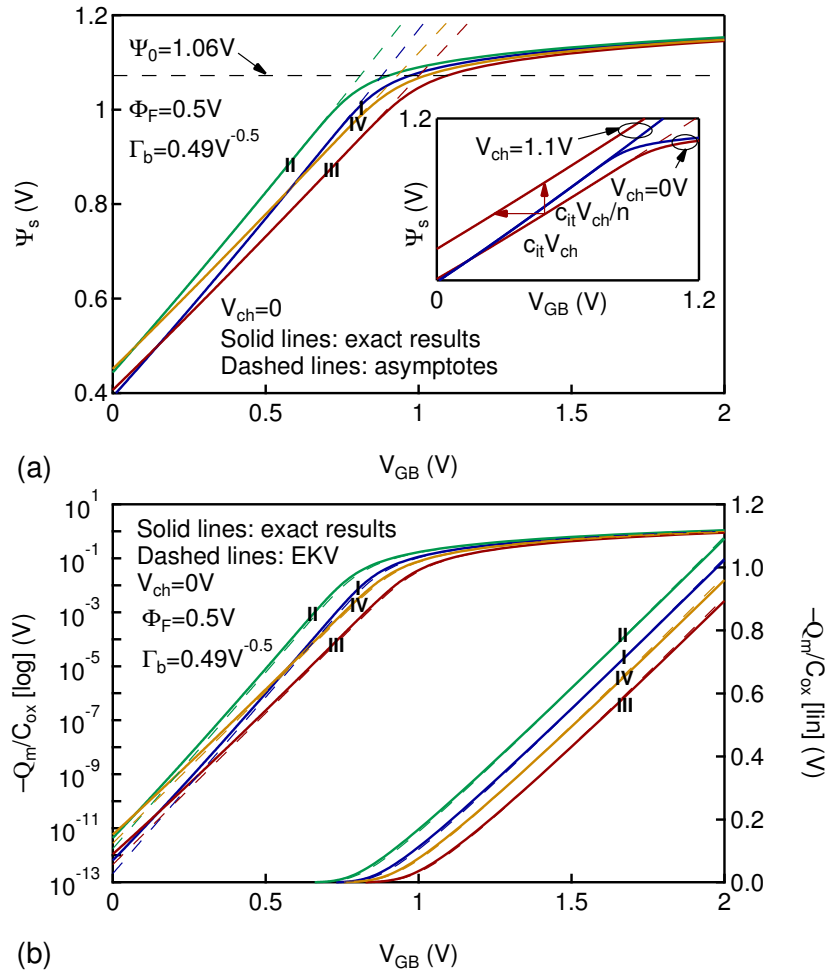 1.2
1
0.8
0.6
0.4
Ψs (V)
Ψ0=1.06V
ΦF=0.5V
Γb=0.49V-0.5
I
II
IV
III
Vch=0
Solid lines: exact results
Dashed lines: asymptotes
1.2
Vch=1.1V
Vch=0V
citVch/n
citVch
Ψs (V)
0
VGB (V)
1.2
0
0.5
1
1.5
2
(a)
VGB (V)
10^1
10^-1
10^-3
10^-5
10^-7
10^-9
10^-11
10^-13
–Qm/Cox [log] (V)
Solid lines: exact results
Dashed lines: EKV
Vch=0V
ΦF=0.5V
Γb=0.49V-0.5
I
II
IV
III
II
I
IV
III
1.2
1.0
0.8
0.6
0.4
0.2
0.0
–Qm/Cox [lin] (V)
0
0.5
1
1.5
2
(b)
VGB (V)